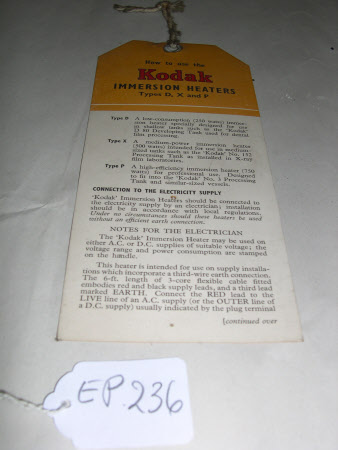 How to use the
Kodak
IMMERSION HEATERS
Types D, X and P
Type D A low-consumption (250 watts) immer-
sion heater specially designed for use
in shallow tanks such as the 'Kodak'
D 60 Developing Tank used for dental
film processing.
Type X A medium-power immersion heater
(500 watts) intended for use in medium-
sized tanks such as the 'Kodak' No.
Processing Tank as installed in X-ray
film laboratories.
Type P A high-efficiency immersion heater (750
watts) for professional use. Designed
to fit into the 'Kodak' No. 3 Processing
Tank and similar-sized vessels.
CONNECTION TO THE ELECTRICITY SUPPLY
'Kodak' Immersion Heaters should be connected to
the electricity supply by an electrician; installation
should be in accordance with local regulations.
Under no circumstances should these heaters be used
without an efficient earth connection.
NOTES FOR THE ELECTRICIAN
The 'Kodak' Immersion Heater may be used on
either A.C. or D.C. supplies of suitable voltage; the
voltage range and power consumption are stamped
on the handle.
This heater is intended for use on supply installa-
tions which incorporate a third-wire earth connection.
The 6-ft. length of 3-core flexible cable fitted
embodies red and black supply leads, and a third lead
marked EARTH. Connect the RED lead to the
LIVE line of an A.C. supply (or the OUTER line of
a D.C. supply) usually indicated by the plug terminal
[continued over
EP.236